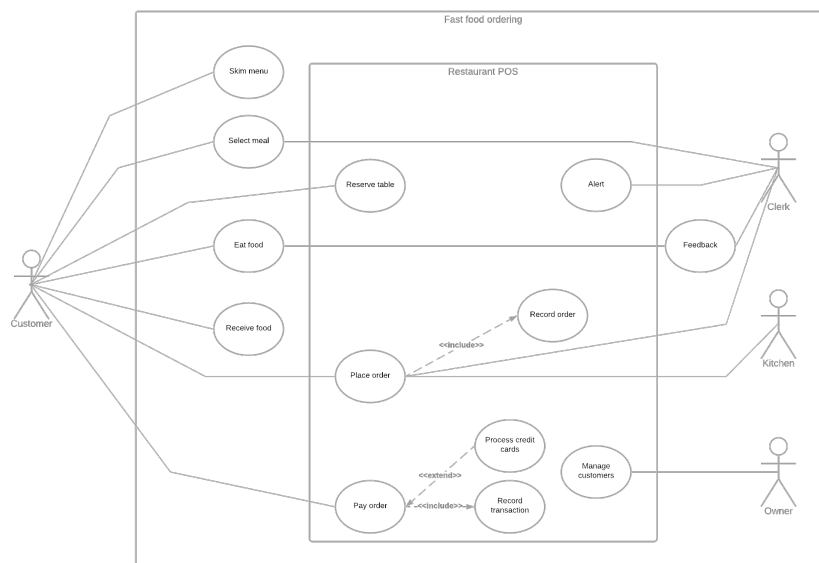 Fast food ordering
Skim menu
Restaurant POS
Select meal
Reserve table
Alert
Clerk
Eat food
Feedback
Customer
Receive food
Record order
<<include>>
Kitchen
Place order
Process credit
cards
<<extend>>
Manage
customers
Pay order
<<include>>
Record
transaction
Owner